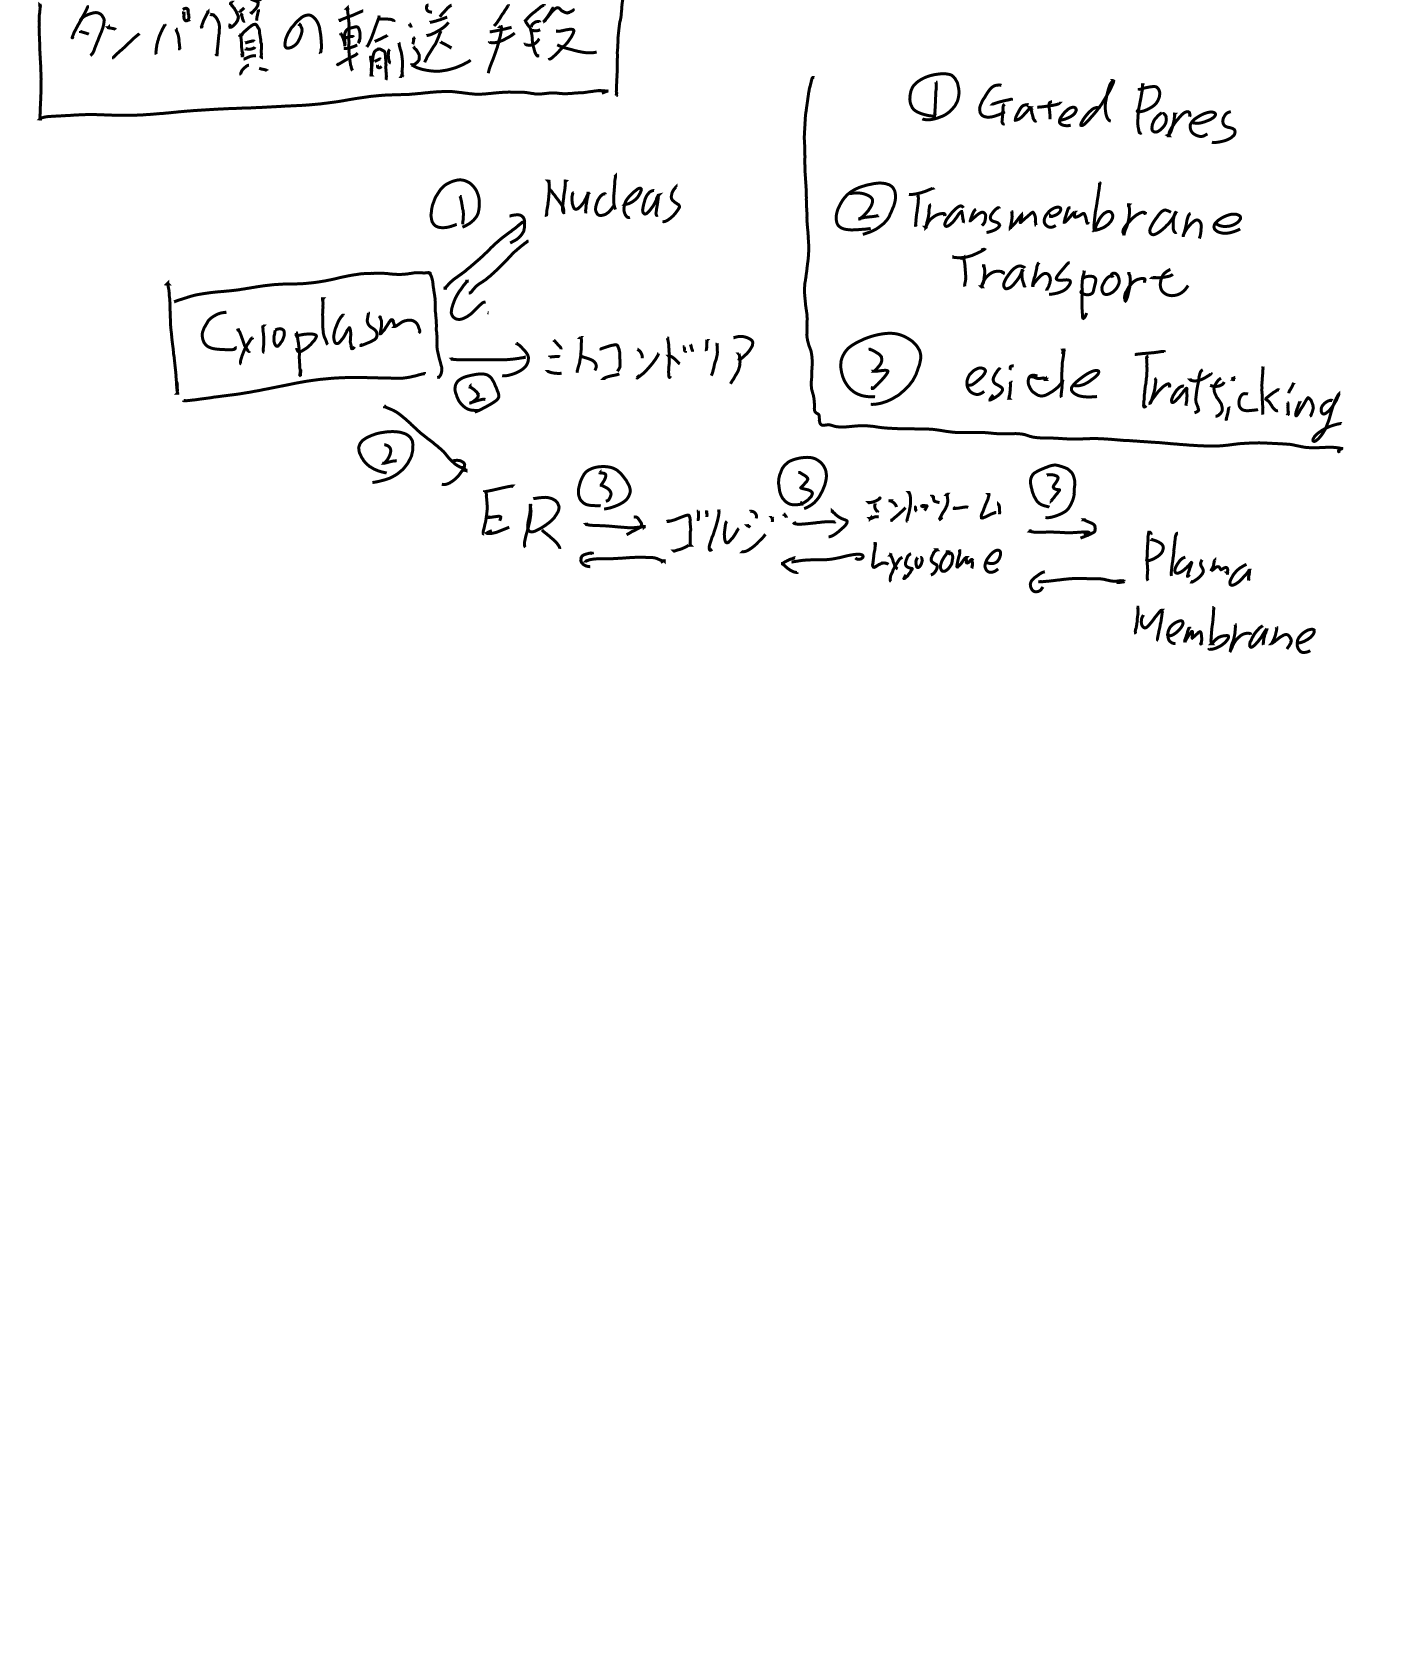 タンパク質の輸送手段
① Gated Pores
② Transmembrane
Transport
③ esicle Trafficking
① Nucleas
Cytoplasm
② ミトコンドリア
②
ER ③ ゴルジ ③ エンドソーム ③
Lysosome
Plasma
Membrane